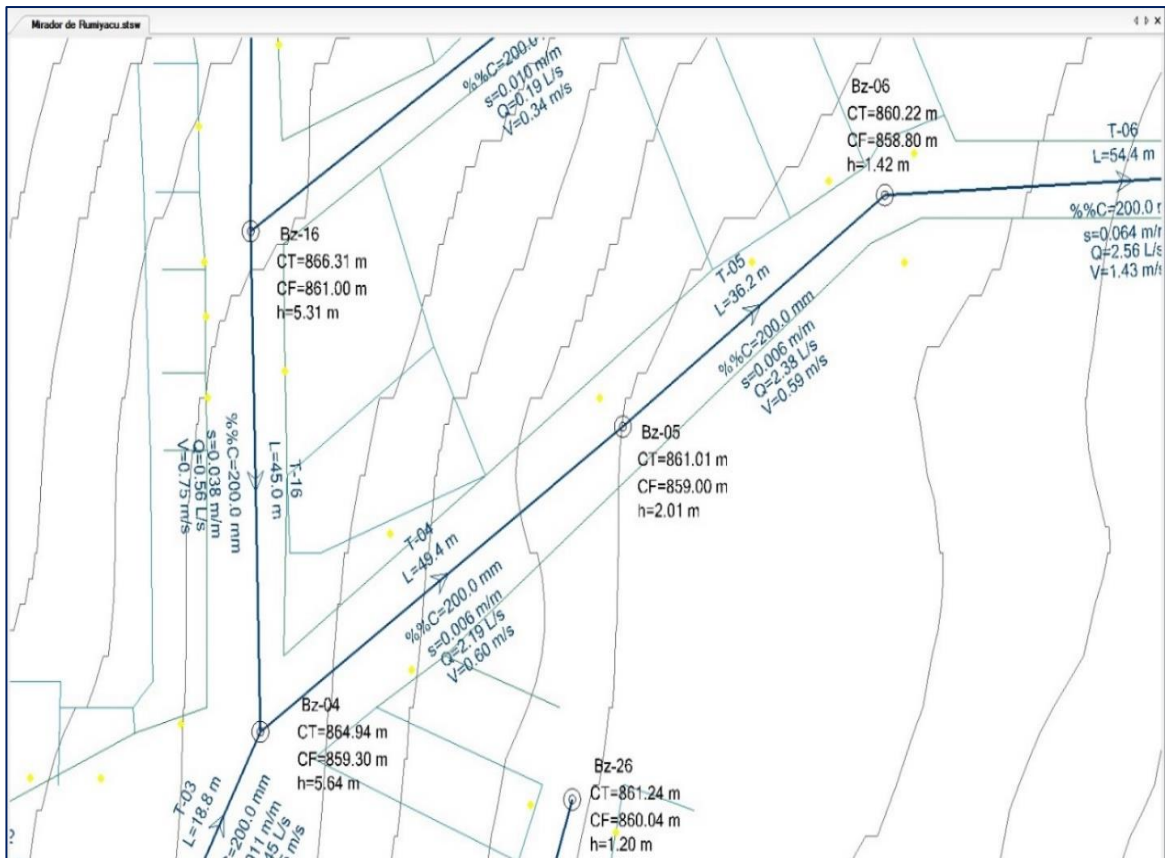 Mirador de Rumiyacu.stsw
%%C=200.0
s=0.010 m/m
Q=0.19 L/s
V=0.34 m/s
Bz-06
CT=860.22 m
CF=858.80 m
h=1.42 m
T-06
L=54.4 m
%%C=200.0
s=0.064
Q=2.56 L/s
V=1.43 m/s
Bz-16
CT=866.31 m
CF=861.00 m
h=5.31 m
T-05
L=36.2 m
%%C=200.0 mm
s=0.006 m/m
Q=2.38 L/s
V=0.59 m/s
T-16
L=45.0 m
%%C=200.0 mm
s=0.038 m/m
Q=0.56 L/s
V=0.75 m/s
Bz-05
CT=861.01 m
CF=859.00 m
h=2.01 m
T-04
L=49.4 m
%%C=200.0 mm
s=0.006 m/m
Q=2.19 L/s
V=0.60 m/s
Bz-04
CT=864.94 m
CF=859.30 m
h=5.64 m
Bz-26
CT=861.24 m
CF=860.04 m
h=1.20 m
T-03
L=18.8 m
=200.0 mm
011 m/m
45 L/s
m/s